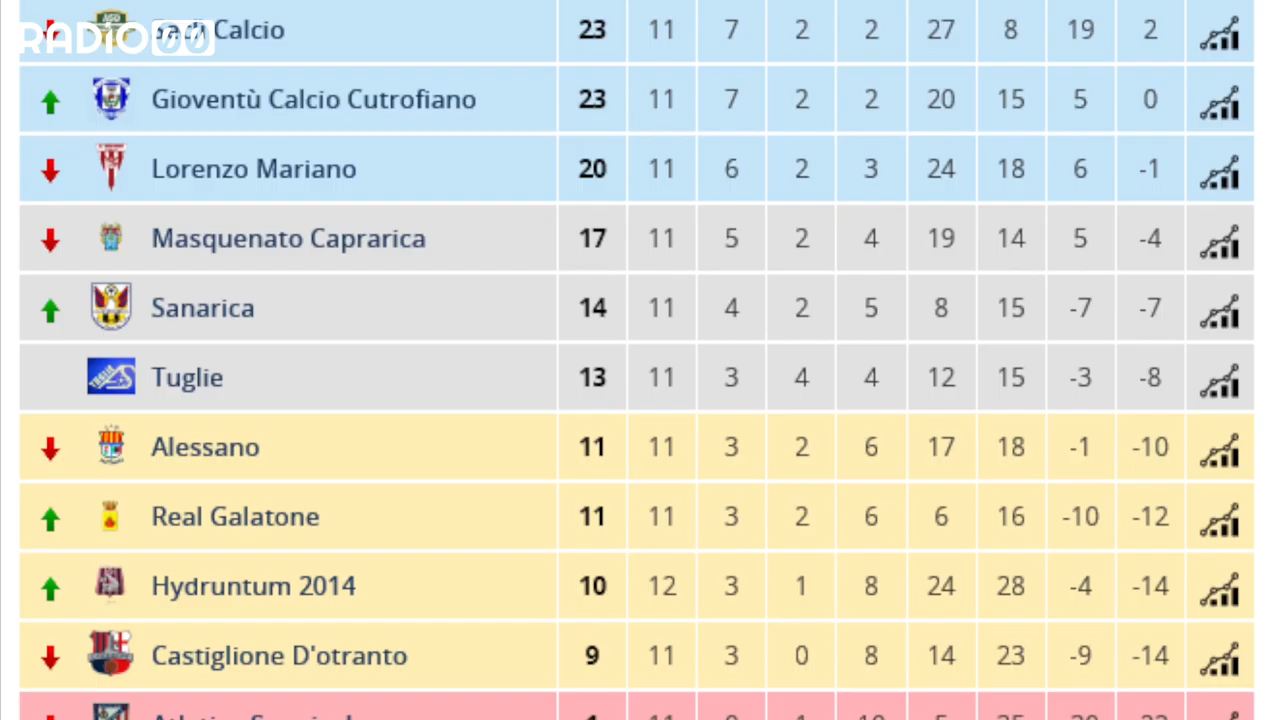 RADIO 00
Calcio 23 11 7 2 2 27 8 19 2
Gioventù Calcio Cutrofiano 23 11 7 2 2 20 15 5 0
Lorenzo Mariano 20 11 6 2 3 24 18 6 -1
Masquenato Caprarica 17 11 5 2 4 19 14 5 -4
Sanarica 14 11 4 2 5 8 15 -7 -7
Tuglie 13 11 3 4 4 12 15 -3 -8
Alessano 11 11 3 2 6 17 18 -1 -10
Real Galatone 11 11 3 2 6 6 16 -10 -12
Hydruntum 2014 10 12 3 1 8 24 28 -4 -14
Castiglione D'otranto 9 11 3 0 8 14 23 -9 -14